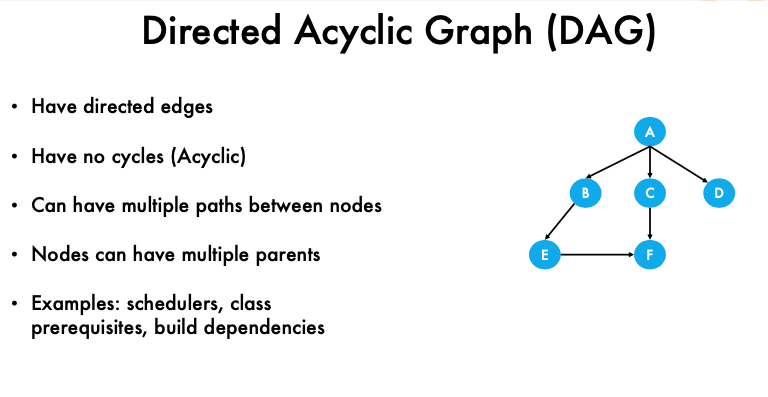 Directed Acyclic Graph (DAG)
• Have directed edges
• Have no cycles (Acyclic)
• Can have multiple paths between nodes
• Nodes can have multiple parents
• Examples: schedulers, class
prerequisites, build dependencies
A
B C D
E F